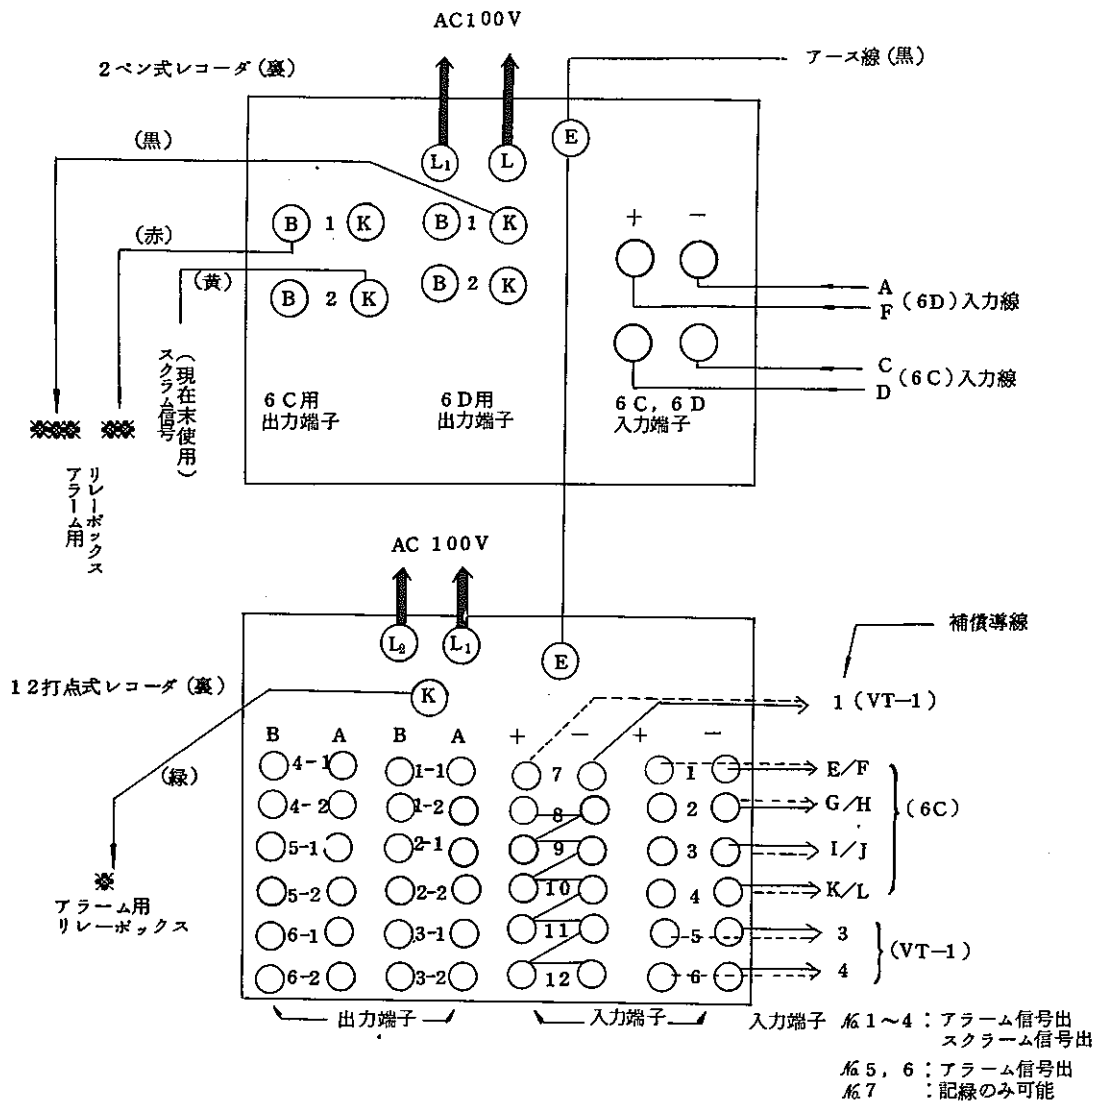 AC100V
2ペン式レコーダ(裏)
アース線(黒)
E
(黒)
L₁ L
B 1 K B 1 K
+ −
(赤)
(黄)
B 2 K B 2 K
A
F
(6D)入力線
C
D
(6C)入力線
スクラム信号
(現在末使用)
6C用
出力端子
6D用
出力端子
6C, 6D
入力端子
※※※ ※※
リレーボックス
アラーム用
AC 100V
L₂ L₁
E
補償導線
12打点式レコーダ(裏)
K
1(VT−1)
B A B A + − + −
(緑)
4-1 1-1 7 1 E/F
4-2 1-2 8 2 G/H
(6C)
5-1 2-1 9 3 I/J
5-2 2-2 10 4 K/L
※
アラーム用
リレーボックス
6-1 3-1 11 5 3
(VT−1)
6-2 3-2 12 6 4
出力端子 入力端子
入力端子 №1〜4:アラーム信号出
スクラーム信号出
№5, 6:アラーム信号出
№7 :記緑のみ可能